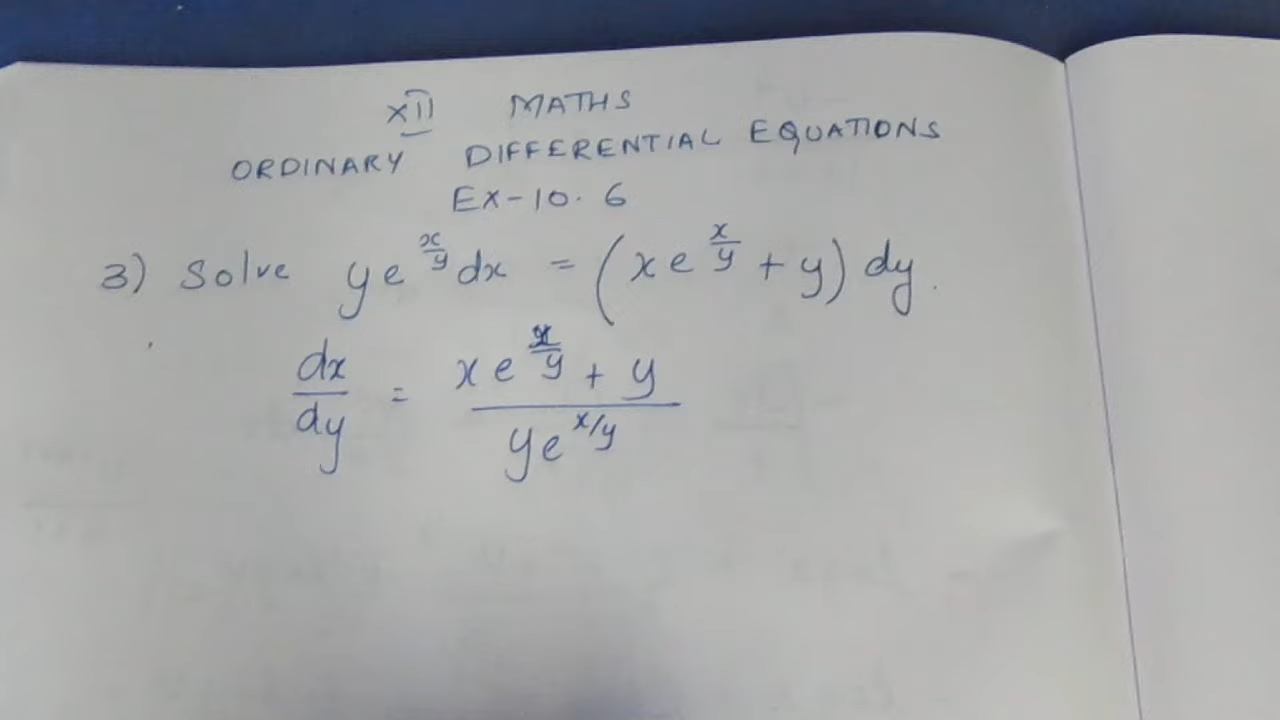 XII MATHS
ORDINARY DIFFERENTIAL EQUATIONS
EX-10.6
3) Solve ye^{x/y} dx = (xe^{x/y} + y) dy.
dx/dy = (xe^{x/y} + y) / (ye^{x/y})